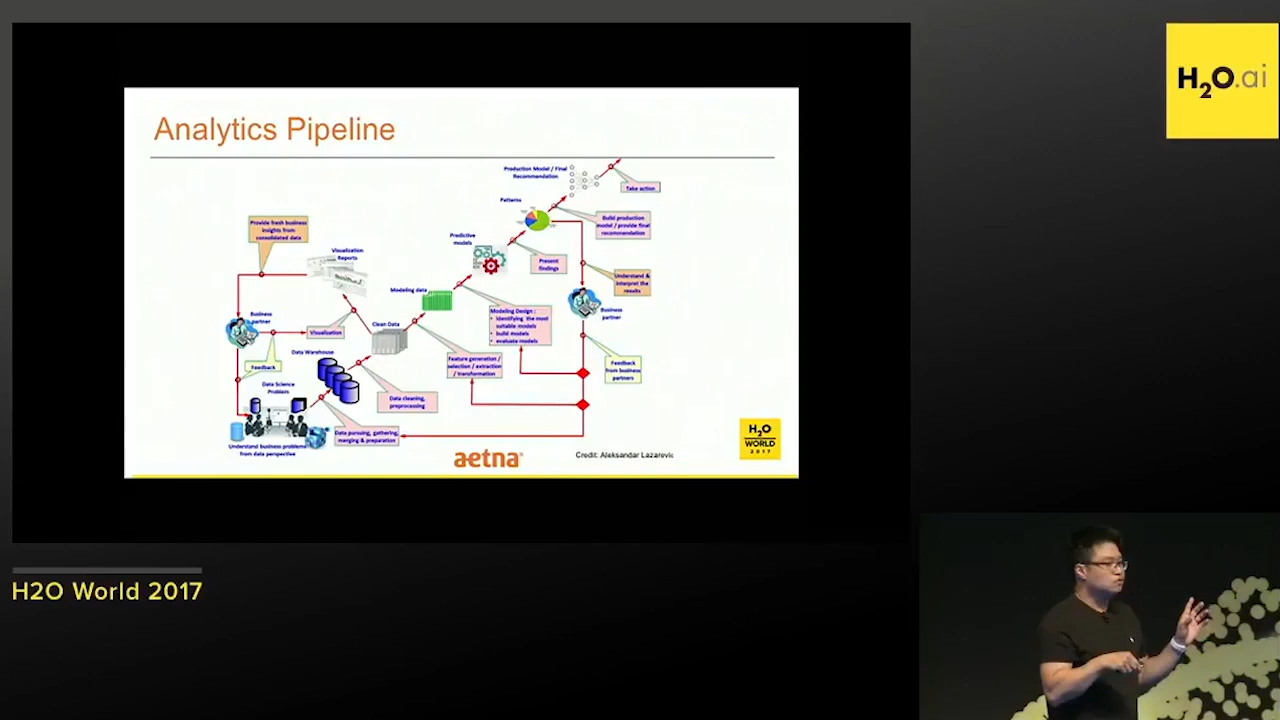 H2O.ai
Analytics Pipeline
Production Model / Final
Recommendation
Take action
Patterns
Build production
model / provide final
recommendation
Provide fresh business
insights from
consolidated data
Predictive
models
Visualization
Reports
Present
findings
Understand &
interpret the
results
Modeling data
Business
partner
Business
partner
Modeling Design :
• identifying the most
suitable models
• build models
• evaluate models
Clean Data
Visualization
Data Warehouse
Feature generation /
selection / extraction
/ transformation
Feedback
from business
partners
Feedback
Data Science
Problem
Data cleaning,
preprocessing
Data pursuing, gathering,
merging & preparation
Understand business problems
from data perspective
aetna®
Credit: Aleksandar Lazarevic
H2O
WORLD
2017
H2O World 2017